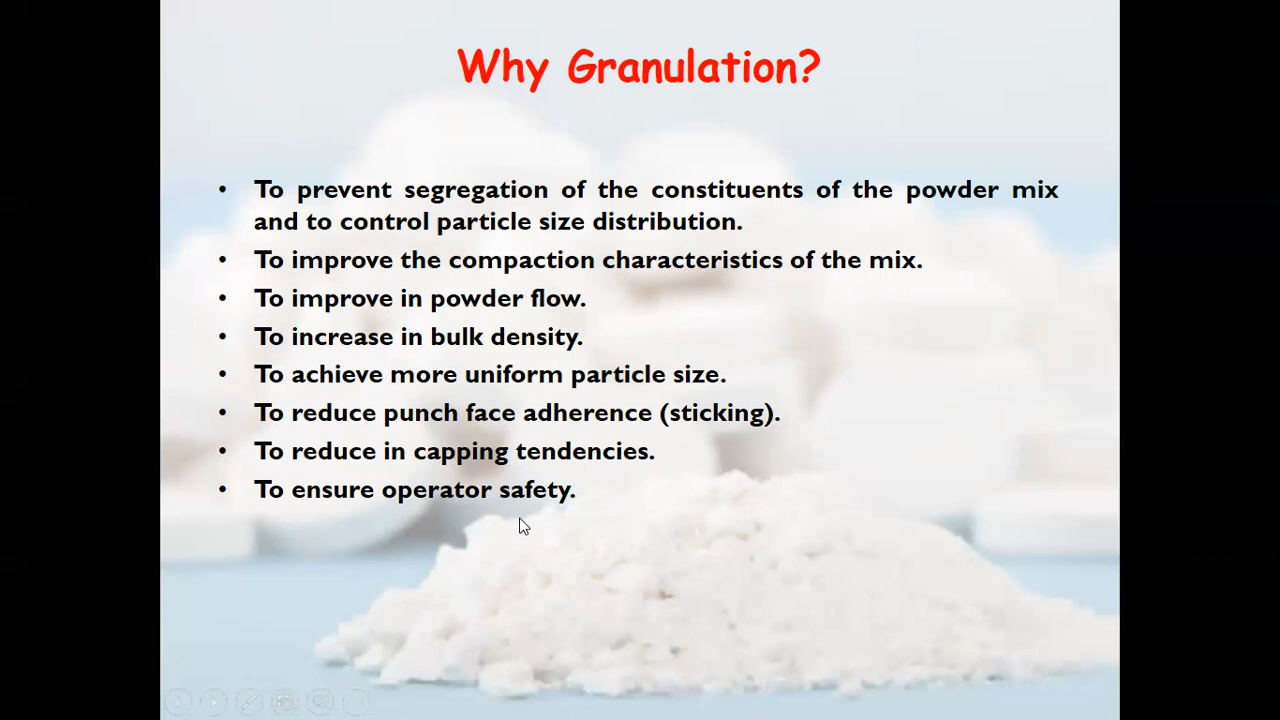 Why Granulation?
• To prevent segregation of the constituents of the powder mix
and to control particle size distribution.
• To improve the compaction characteristics of the mix.
• To improve in powder flow.
• To increase in bulk density.
• To achieve more uniform particle size.
• To reduce punch face adherence (sticking).
• To reduce in capping tendencies.
• To ensure operator safety.